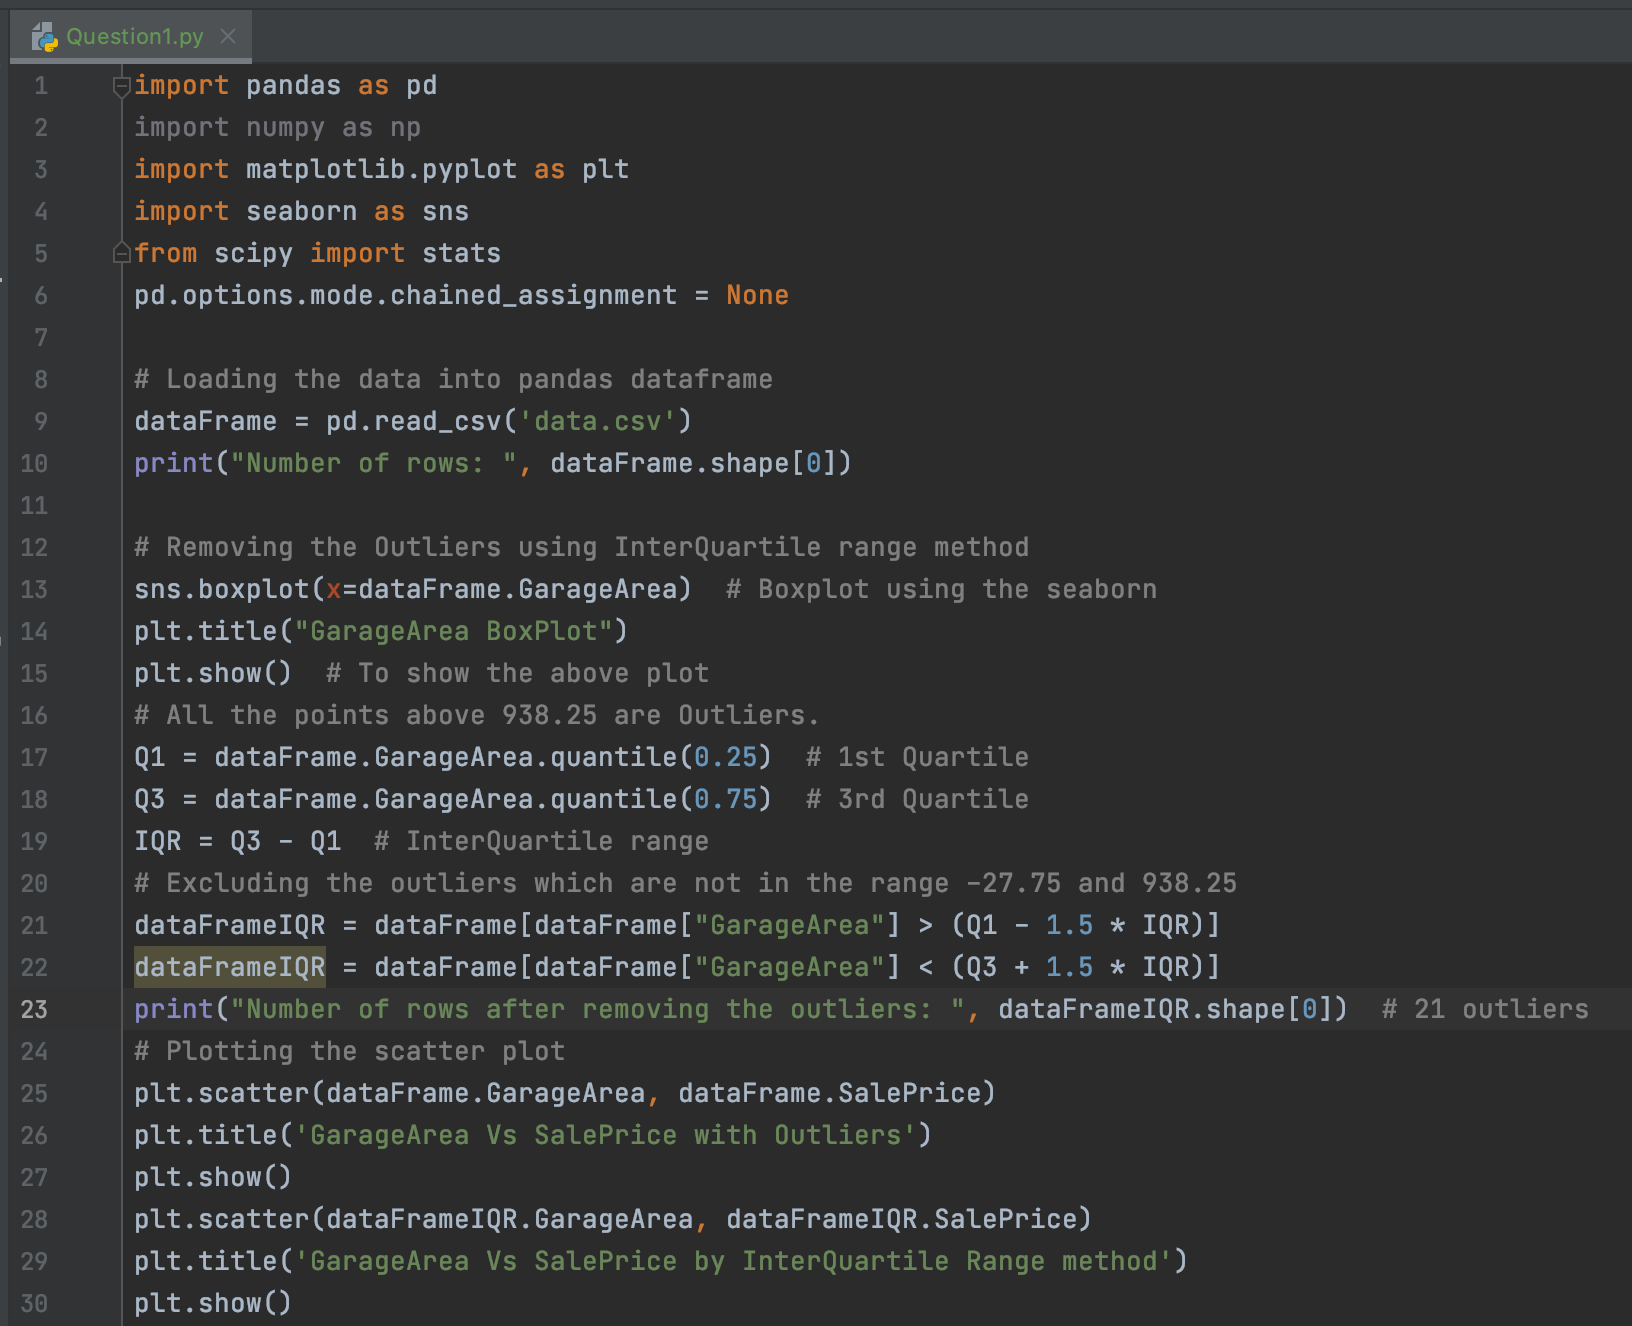 Question1.py
1 import pandas as pd
2 import numpy as np
3 import matplotlib.pyplot as plt
4 import seaborn as sns
5 from scipy import stats
6 pd.options.mode.chained_assignment = None
7
8 # Loading the data into pandas dataframe
9 dataFrame = pd.read_csv('data.csv')
10 print("Number of rows: ", dataFrame.shape[0])
11
12 # Removing the Outliers using InterQuartile range method
13 sns.boxplot(x=dataFrame.GarageArea)  # Boxplot using the seaborn
14 plt.title("GarageArea BoxPlot")
15 plt.show()  # To show the above plot
16 # All the points above 938.25 are Outliers.
17 Q1 = dataFrame.GarageArea.quantile(0.25)  # 1st Quartile
18 Q3 = dataFrame.GarageArea.quantile(0.75)  # 3rd Quartile
19 IQR = Q3 - Q1  # InterQuartile range
20 # Excluding the outliers which are not in the range -27.75 and 938.25
21 dataFrameIQR = dataFrame[dataFrame["GarageArea"] > (Q1 - 1.5 * IQR)]
22 dataFrameIQR = dataFrame[dataFrame["GarageArea"] < (Q3 + 1.5 * IQR)]
23 print("Number of rows after removing the outliers: ", dataFrameIQR.shape[0])  # 21 outliers
24 # Plotting the scatter plot
25 plt.scatter(dataFrame.GarageArea, dataFrame.SalePrice)
26 plt.title('GarageArea Vs SalePrice with Outliers')
27 plt.show()
28 plt.scatter(dataFrameIQR.GarageArea, dataFrameIQR.SalePrice)
29 plt.title('GarageArea Vs SalePrice by InterQuartile Range method')
30 plt.show()